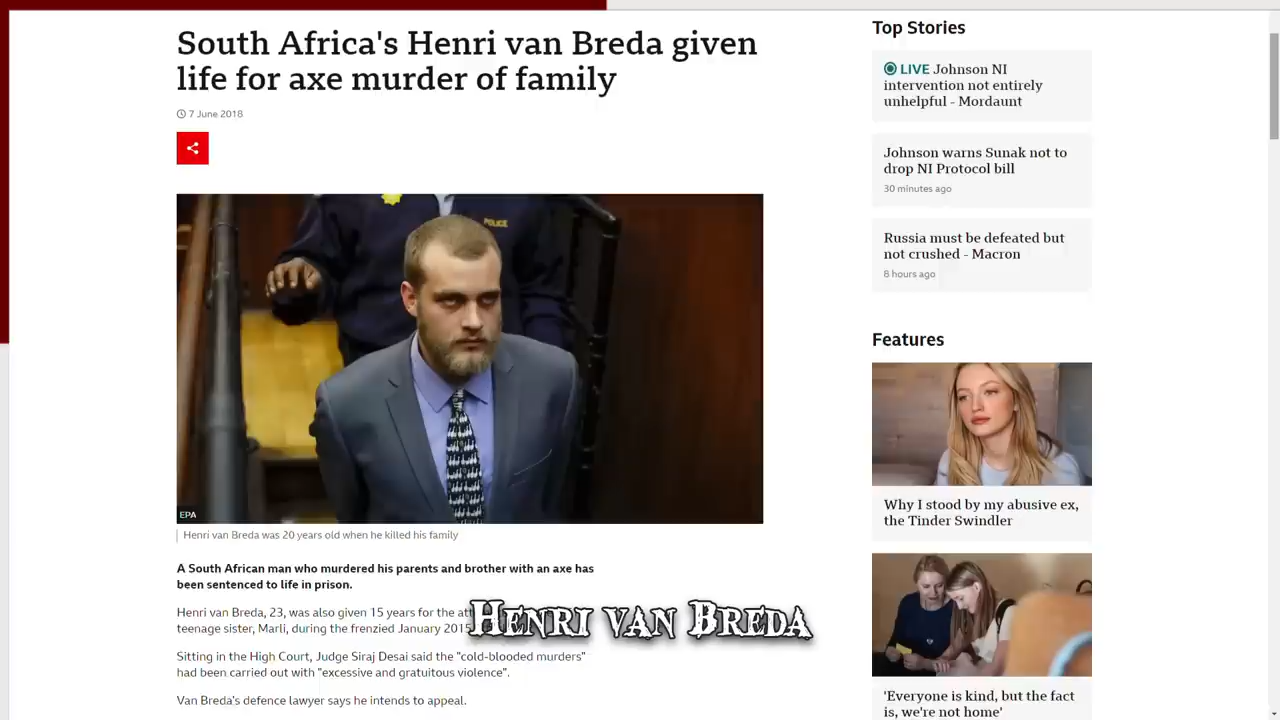 South Africa's Henri van Breda given
life for axe murder of family
7 June 2018
POLICE
EPA
Henri van Breda was 20 years old when he killed his family
A South African man who murdered his parents and brother with an axe has
been sentenced to life in prison.
Henri van Breda, 23, was also given 15 years for the
teenage sister, Marli, during the frenzied January 2015
Henri van Breda
Sitting in the High Court, Judge Siraj Desai said the "cold-blooded murders"
had been carried out with "excessive and gratuitous violence".
Van Breda's defence lawyer says he intends to appeal.
Top Stories
LIVE Johnson NI
intervention not entirely
unhelpful - Mordaunt
Johnson warns Sunak not to
drop NI Protocol bill
30 minutes ago
Russia must be defeated but
not crushed - Macron
8 hours ago
Features
Why I stood by my abusive ex,
the Tinder Swindler
'Everyone is kind, but the fact
is, we're not home'